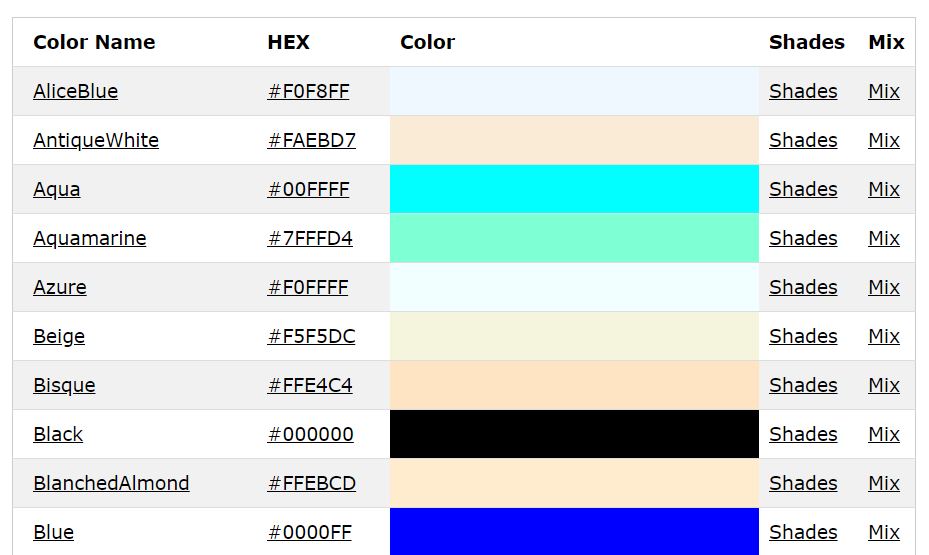 Color Name HEX Color Shades Mix
AliceBlue #F0F8FF Shades Mix
AntiqueWhite #FAEBD7 Shades Mix
Aqua #00FFFF Shades Mix
Aquamarine #7FFFD4 Shades Mix
Azure #F0FFFF Shades Mix
Beige #F5F5DC Shades Mix
Bisque #FFE4C4 Shades Mix
Black #000000 Shades Mix
BlanchedAlmond #FFEBCD Shades Mix
Blue #0000FF Shades Mix